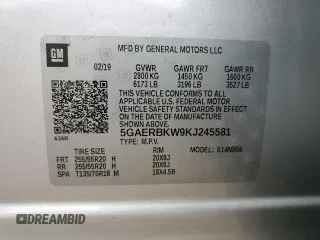 GM
MFD BY GENERAL MOTORS LLC
02/19 GVWR GAWR FRT GAWR RR
2800 KG 1450 KG 1600 KG
6173 LB 3196 LB 3527 LB
THIS VEHICLE CONFORMS TO ALL APPLICABLE
U.S. FEDERAL MOTOR VEHICLE
SAFETY STANDARDS IN EFFECT
ON THE DATE OF MANUFACTURE
SHOWN ABOVE.
5GAERBKW9KJ245581
TYPE: M.P.V. MODEL:
TIRE SIZE RIM
FRT 255/55R20 H 20X8J
RR 255/55R20 H 20X8J
SPA T135/70R18 M 18X4.5B
© DIAMOND BID